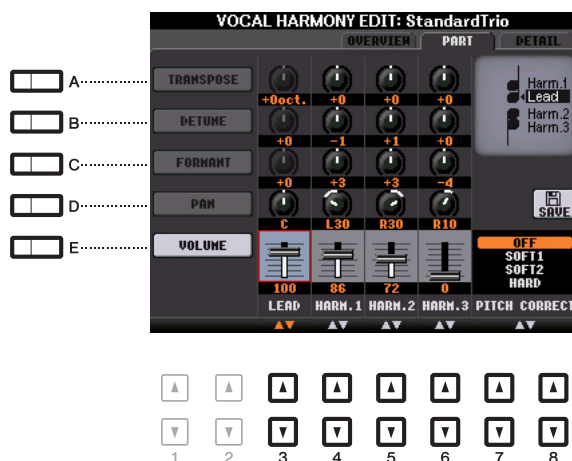 VOCAL HARMONY EDIT: StandardTrio
OVERVIEW PART DETAIL
A TRANSPOSE +0oct. +0 +0 +0
B DETUNE +0 -1 +1 +0
C FORMANT +0 +3 +3 -4
D PAN C L30 R30 R10
E VOLUME 100 86 72 0
LEAD HARM.1 HARM.2 HARM.3 PITCH CORRECT
Harm.1
Lead
Harm.2
Harm.3
SAVE
OFF
SOFT1
SOFT2
HARD
1 2 3 4 5 6 7 8